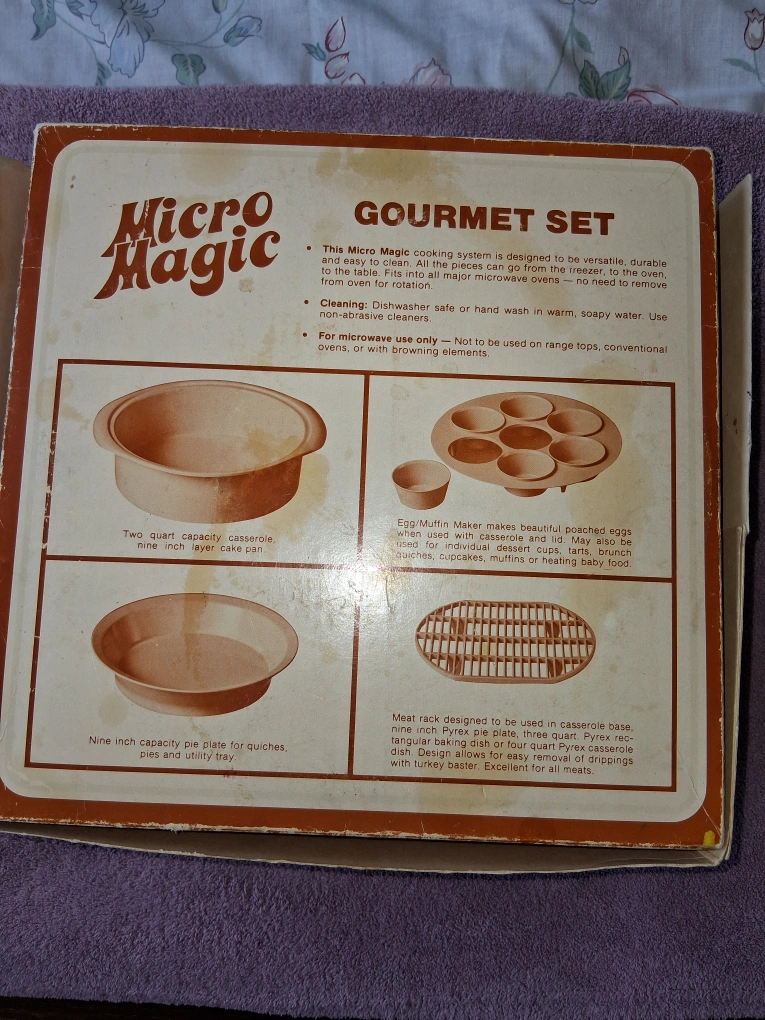 Micro
Magic
GOURMET SET
• This Micro Magic cooking system is designed to be versatile, durable
and easy to clean. All the pieces can go from the freezer, to the oven,
to the table. Fits into all major microwave ovens — no need to remove
from oven for rotation.
• Cleaning: Dishwasher safe or hand wash in warm, soapy water. Use
non-abrasive cleaners.
• For microwave use only — Not to be used on range tops, conventional
ovens, or with browning elements.
Two quart capacity casserole,
nine inch layer cake pan.
Egg/Muffin Maker makes beautiful poached eggs
when used with casserole and lid. May also be
used for individual dessert cups, tarts, brunch
quiches, cupcakes, muffins or heating baby food.
Nine inch capacity pie plate for quiches,
pies and utility tray.
Meat rack designed to be used in casserole base,
nine inch Pyrex pie plate, three quart. Pyrex rec-
tangular baking dish or four quart Pyrex casserole
dish. Design allows for easy removal of drippings
with turkey baster. Excellent for all meats.